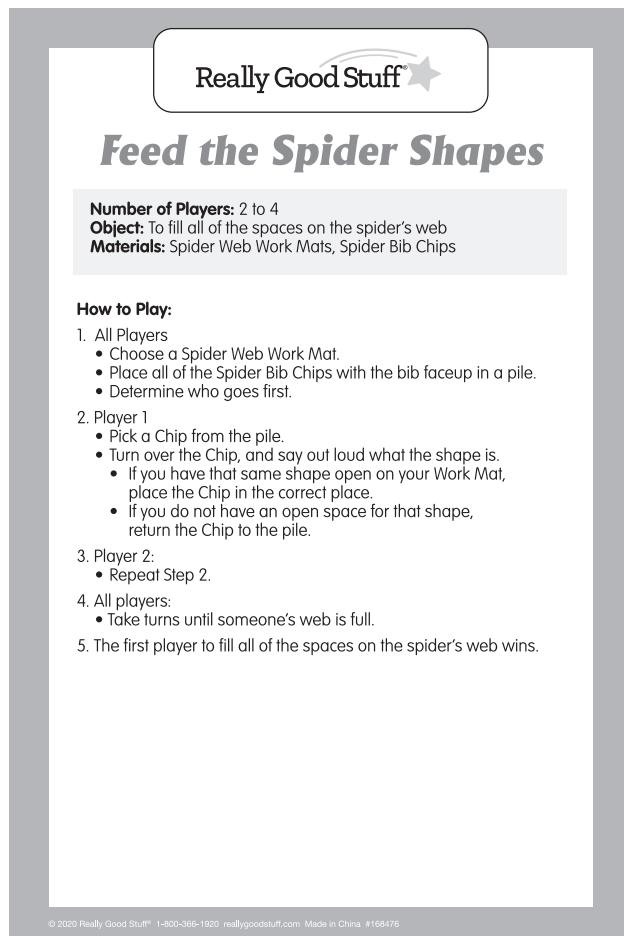 Really Good Stuff®
Feed the Spider Shapes
Number of Players: 2 to 4
Object: To fill all of the spaces on the spider’s web
Materials: Spider Web Work Mats, Spider Bib Chips
How to Play:
1. All Players
• Choose a Spider Web Work Mat.
• Place all of the Spider Bib Chips with the bib faceup in a pile.
• Determine who goes first.
2. Player 1
• Pick a Chip from the pile.
• Turn over the Chip, and say out loud what the shape is.
• If you have that same shape open on your Work Mat,
place the Chip in the correct place.
• If you do not have an open space for that shape,
return the Chip to the pile.
3. Player 2:
• Repeat Step 2.
4. All players:
• Take turns until someone’s web is full.
5. The first player to fill all of the spaces on the spider’s web wins.
© 2020 Really Good Stuff® 1-800-366-1920 reallygoodstuff.com Made in China #168476